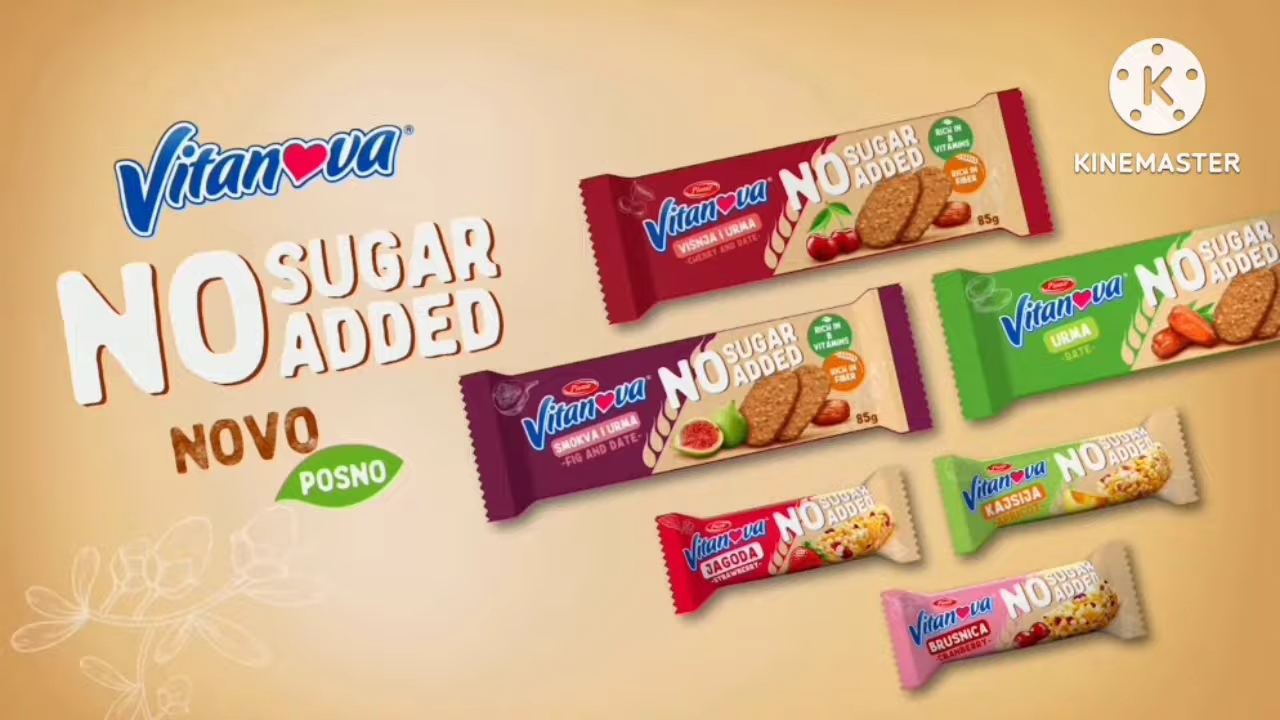 Vitanova®
NO SUGAR
ADDED
NOVO
POSNO
KINEMASTER
Vitanova
VIŠNJA I URMA
-CHERRY AND DATE-
NO SUGAR
ADDED
RICH IN
B
VITAMINS
RICH IN
FIBER
85g
Vitanova
SMOKVA I URMA
-FIG AND DATE-
NO SUGAR
ADDED
RICH IN
B
VITAMINS
RICH IN
FIBER
85g
Vitanova
URMA
-DATE-
NO SUGAR
ADDED
Vitanova
JAGODA
-STRAWBERRY-
NO SUGAR
ADDED
Vitanova
KAJSIJA
NO SUGAR
ADDED
Vitanova
BRUSNICA
-CRANBERRY-
NO SUGAR
ADDED